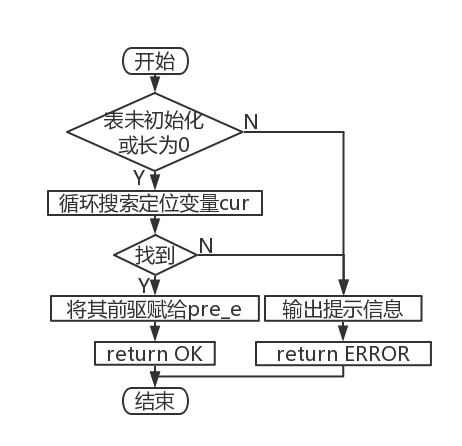 开始
表未初始化
或长为0
N
Y
循环搜索定位变量cur
找到
N
Y
将其前驱赋给pre_e
输出提示信息
return OK
return ERROR
结束